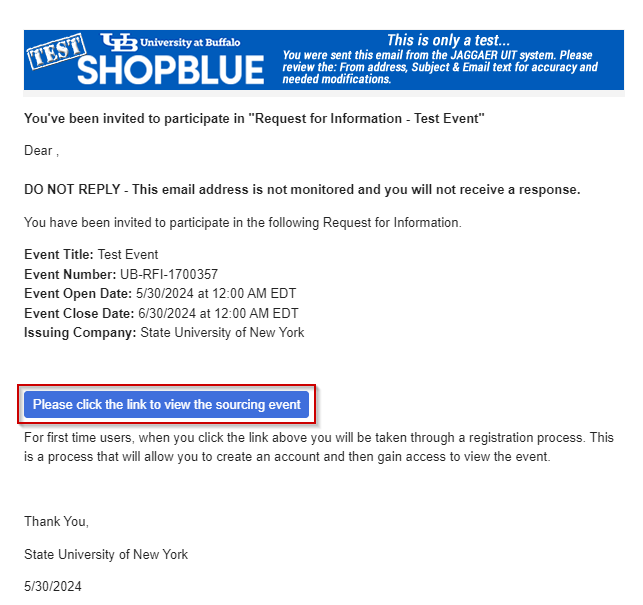 TEST
UB University at Buffalo
SHOPBLUE
This is only a test...
You were sent this email from the JAGGAER UIT system. Please
review the: From address, Subject & Email text for accuracy and
needed modifications.
You've been invited to participate in "Request for Information - Test Event"
Dear ,
DO NOT REPLY - This email address is not monitored and you will not receive a response.
You have been invited to participate in the following Request for Information.
Event Title: Test Event
Event Number: UB-RFI-1700357
Event Open Date: 5/30/2024 at 12:00 AM EDT
Event Close Date: 6/30/2024 at 12:00 AM EDT
Issuing Company: State University of New York
Please click the link to view the sourcing event
For first time users, when you click the link above you will be taken through a registration process. This
is a process that will allow you to create an account and then gain access to view the event.
Thank You,
State University of New York
5/30/2024